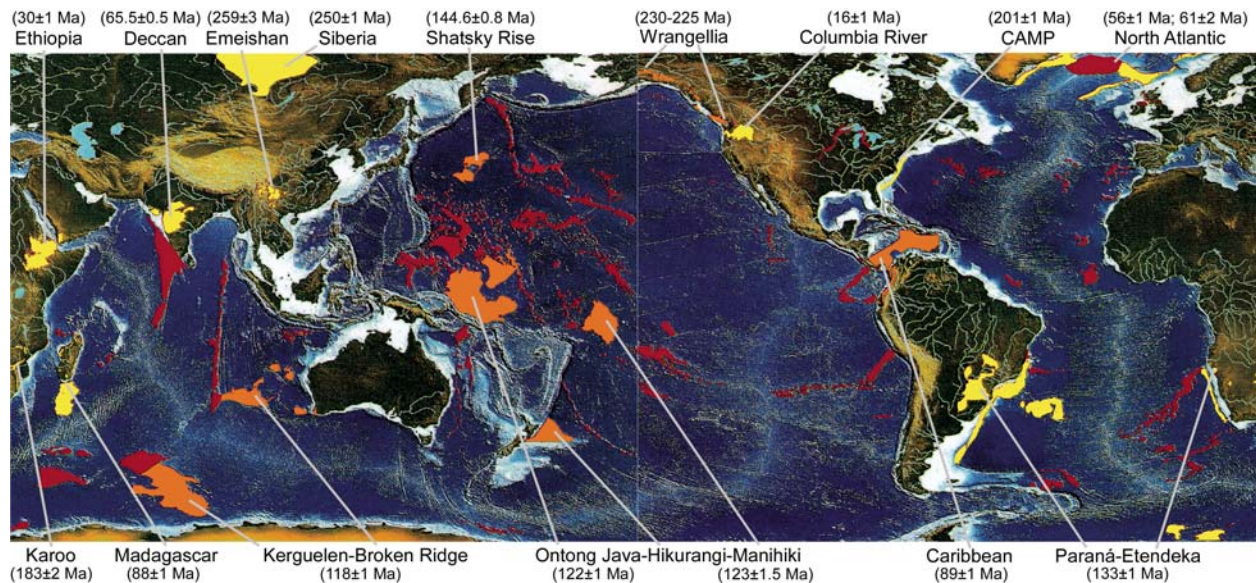 (30±1 Ma) (65.5±0.5 Ma) (259±3 Ma) (250±1 Ma) (144.6±0.8 Ma) (230-225 Ma) (16±1 Ma) (201±1 Ma) (56±1 Ma; 61±2 Ma)
Ethiopia Deccan Emeishan Siberia Shatsky Rise Wrangellia Columbia River CAMP North Atlantic
Karoo Madagascar Kerguelen-Broken Ridge Ontong Java-Hikurangi-Manihiki Caribbean Paraná-Etendeka
(183±2 Ma) (88±1 Ma) (118±1 Ma) (122±1 Ma) (123±1.5 Ma) (89±1 Ma) (133±1 Ma)